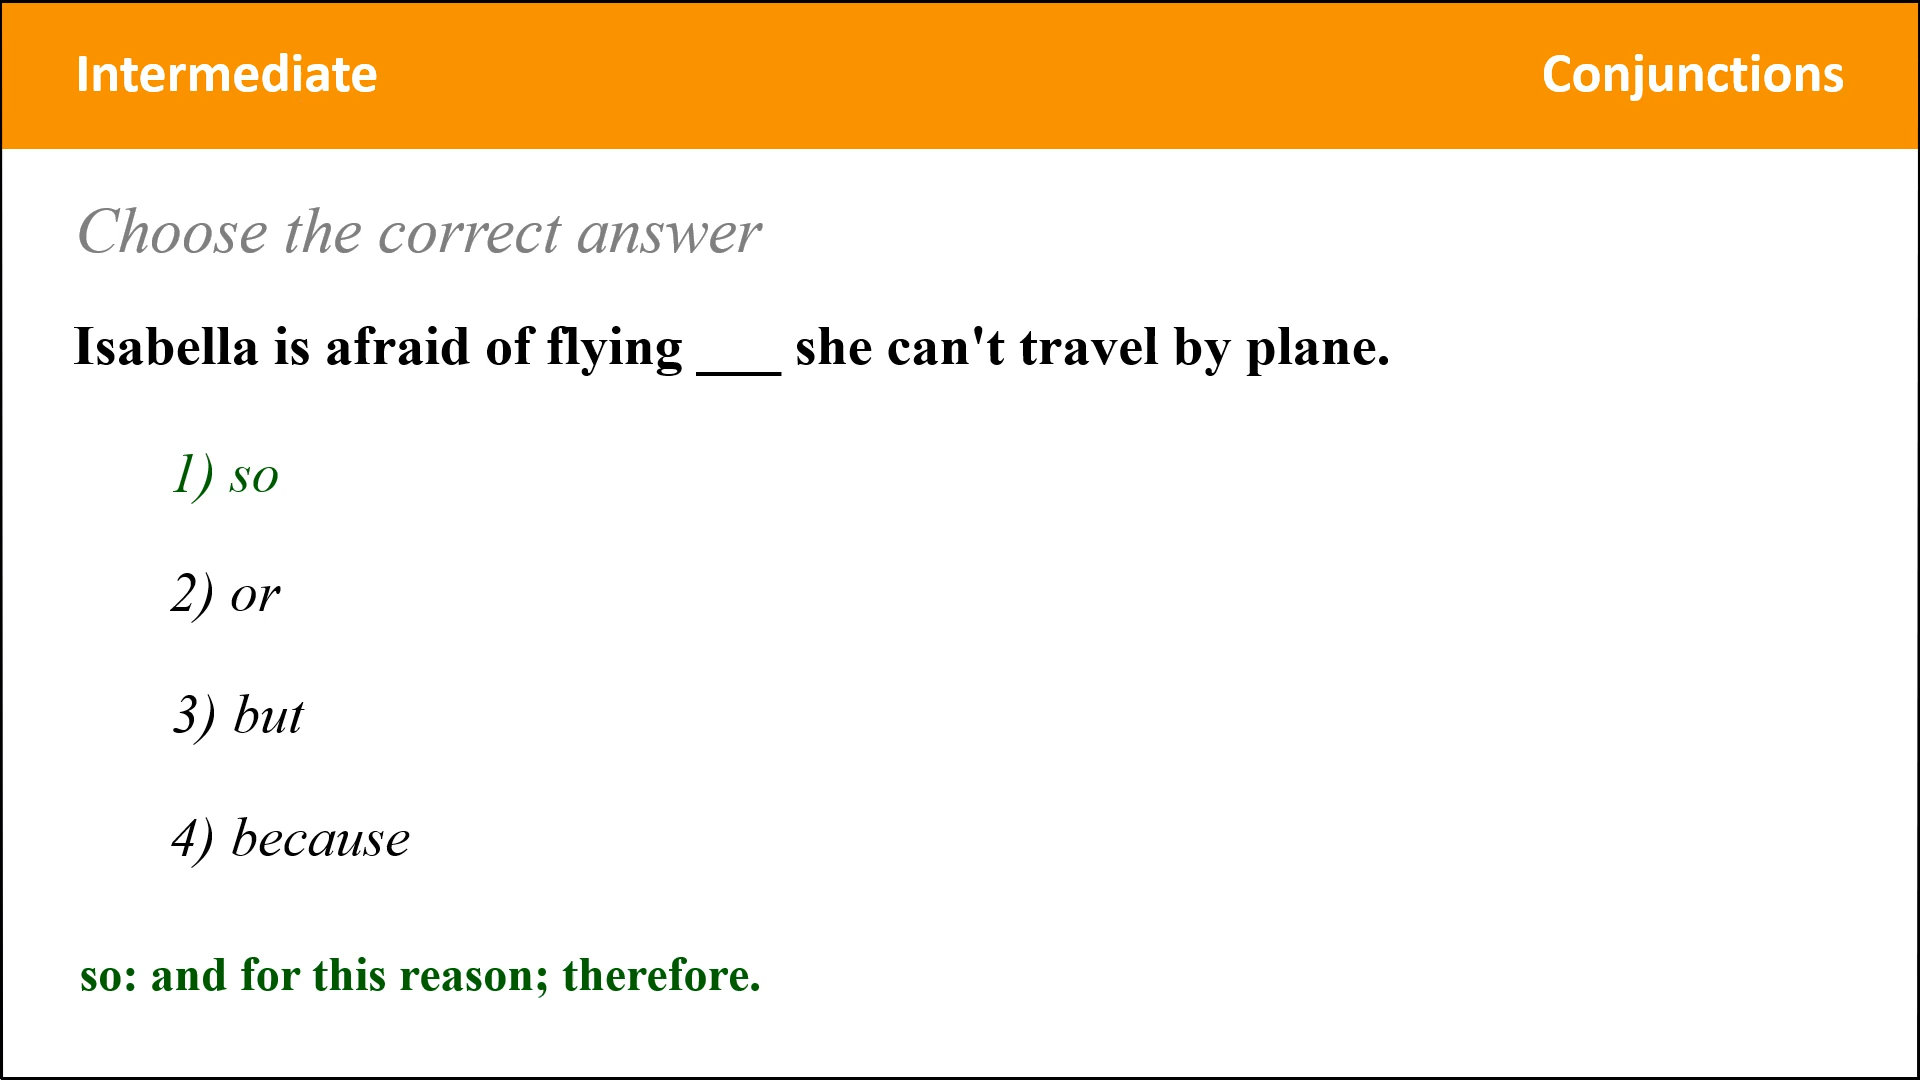 Intermediate
Conjunctions
Choose the correct answer
Isabella is afraid of flying ___ she can't travel by plane.
1) so
2) or
3) but
4) because
so: and for this reason; therefore.